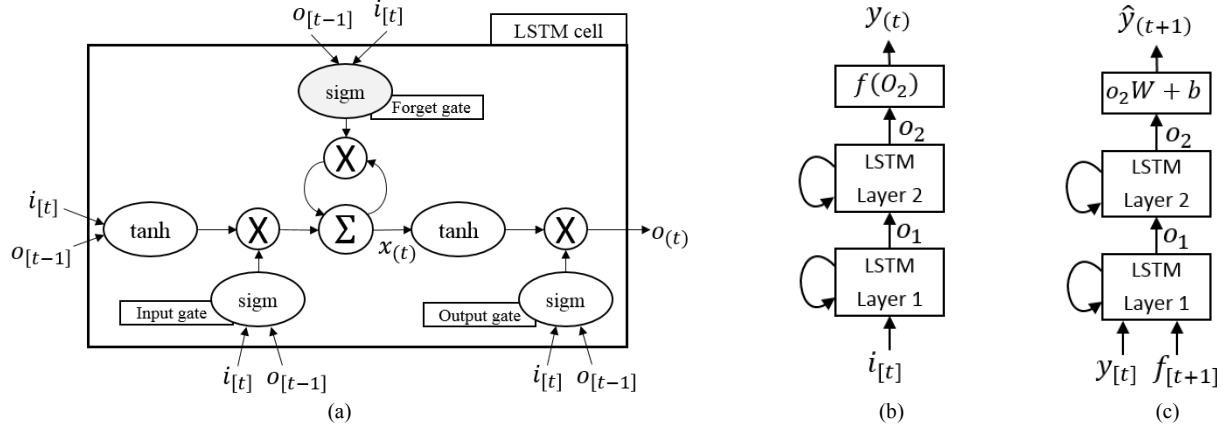 o[t−1] i[t]
LSTM cell
sigm
Forget gate
X
i[t]
o[t−1]
tanh
X
Σ
x(t)
tanh
X
o(t)
sigm
Input gate
sigm
Output gate
i[t] o[t−1]
i[t] o[t−1]
(a)
y(t)
f(O₂)
o₂
LSTM
Layer 2
o₁
LSTM
Layer 1
i[t]
(b)
ŷ(t+1)
o₂W + b
o₂
LSTM
Layer 2
o₁
LSTM
Layer 1
y[t] f[t+1]
(c)